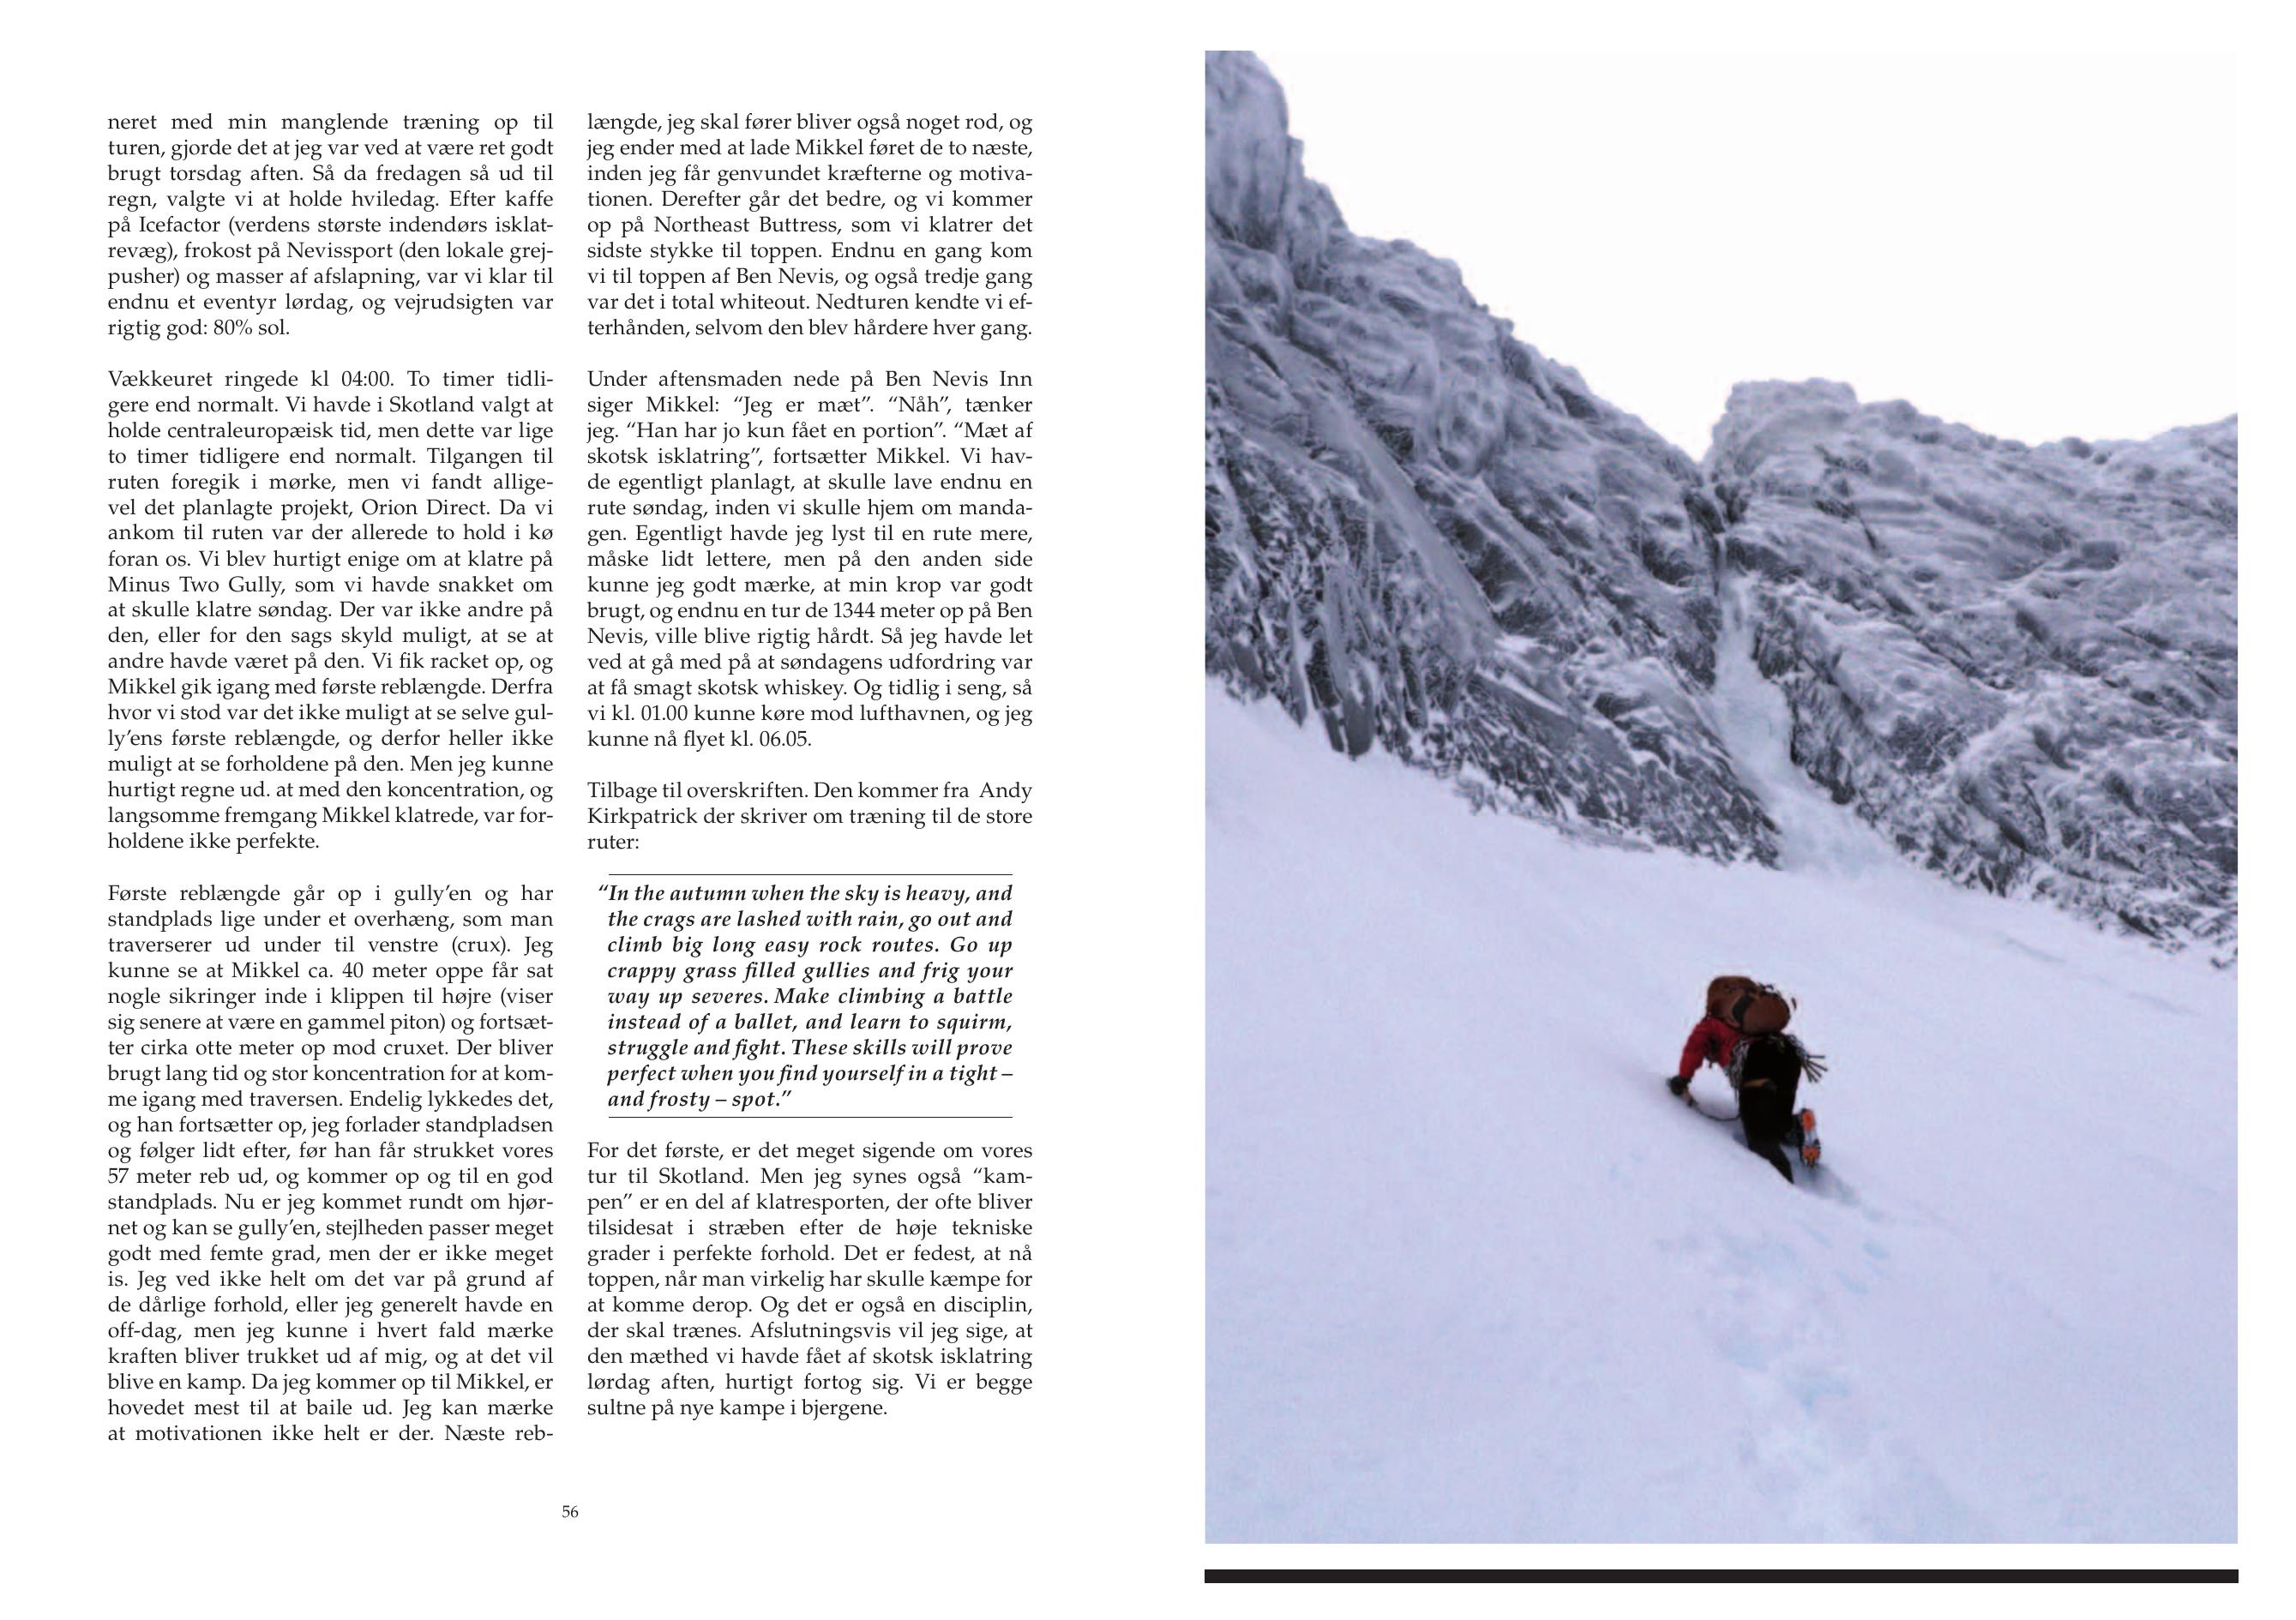 neret med min manglende træning op til
turen, gjorde det at jeg var ved at være ret godt
brugt torsdag aften. Så da fredagen så ud til
regn, valgte vi at holde hviledag. Efter kaffe
på Icefactor (verdens største indendørs isklat-
revæg), frokost på Nevissport (den lokale grej-
pusher) og masser af afslapning, var vi klar til
endnu et eventyr lørdag, og vejrudsigten var
rigtig god: 80% sol.
Vækkeuret ringede kl 04:00. To timer tidli-
gere end normalt. Vi havde i Skotland valgt at
holde centraleuropæisk tid, men dette var lige
to timer tidligere end normalt. Tilgangen til
ruten foregik i mørke, men vi fandt allige-
vel det planlagte projekt, Orion Direct. Da vi
ankom til ruten var der allerede to hold i kø
foran os. Vi blev hurtigt enige om at klatre på
Minus Two Gully, som vi havde snakket om
at skulle klatre søndag. Der var ikke andre på
den, eller for den sags skyld muligt, at se at
andre havde været på den. Vi fik racket op, og
Mikkel gik igang med første reblængde. Derfra
hvor vi stod var det ikke muligt at se selve gul-
ly’ens første reblængde, og derfor heller ikke
muligt at se forholdene på den. Men jeg kunne
hurtigt regne ud. at med den koncentration, og
langsomme fremgang Mikkel klatrede, var for-
holdene ikke perfekte.
Første reblængde går op i gully’en og har
standplads lige under et overhæng, som man
traverserer ud under til venstre (crux). Jeg
kunne se at Mikkel ca. 40 meter oppe får sat
nogle sikringer inde i klippen til højre (viser
sig senere at være en gammel piton) og fortsæt-
ter cirka otte meter op mod cruxet. Der bliver
brugt lang tid og stor koncentration for at kom-
me igang med traversen. Endelig lykkedes det,
og han fortsætter op, jeg forlader standpladsen
og følger lidt efter, før han får strukket vores
57 meter reb ud, og kommer op og til en god
standplads. Nu er jeg kommet rundt om hjør-
net og kan se gully’en, stejlheden passer meget
godt med femte grad, men der er ikke meget
is. Jeg ved ikke helt om det var på grund af
de dårlige forhold, eller jeg generelt havde en
off-dag, men jeg kunne i hvert fald mærke
kraften bliver trukket ud af mig, og at det vil
blive en kamp. Da jeg kommer op til Mikkel, er
hovedet mest til at baile ud. Jeg kan mærke
at motivationen ikke helt er der. Næste reb-
længde, jeg skal fører bliver også noget rod, og
jeg ender med at lade Mikkel føret de to næste,
inden jeg får genvundet kræfterne og motiva-
tionen. Derefter går det bedre, og vi kommer
op på Northeast Buttress, som vi klatrer det
sidste stykke til toppen. Endnu en gang kom
vi til toppen af Ben Nevis, og også tredje gang
var det i total whiteout. Nedturen kendte vi ef-
terhånden, selvom den blev hårdere hver gang.
Under aftensmaden nede på Ben Nevis Inn
siger Mikkel: “Jeg er mæt”. “Nåh”, tænker
jeg. “Han har jo kun fået en portion”. “Mæt af
skotsk isklatring”, fortsætter Mikkel. Vi hav-
de egentligt planlagt, at skulle lave endnu en
rute søndag, inden vi skulle hjem om manda-
gen. Egentligt havde jeg lyst til en rute mere,
måske lidt lettere, men på den anden side
kunne jeg godt mærke, at min krop var godt
brugt, og endnu en tur de 1344 meter op på Ben
Nevis, ville blive rigtig hårdt. Så jeg havde let
ved at gå med på at søndagens udfordring var
at få smagt skotsk whiskey. Og tidlig i seng, så
vi kl. 01.00 kunne køre mod lufthavnen, og jeg
kunne nå flyet kl. 06.05.
Tilbage til overskriften. Den kommer fra Andy
Kirkpatrick der skriver om træning til de store
ruter:
“In the autumn when the sky is heavy, and
the crags are lashed with rain, go out and
climb big long easy rock routes. Go up
crappy grass filled gullies and frig your
way up severes. Make climbing a battle
instead of a ballet, and learn to squirm,
struggle and fight. These skills will prove
perfect when you find yourself in a tight –
and frosty – spot.”
For det første, er det meget sigende om vores
tur til Skotland. Men jeg synes også “kam-
pen” er en del af klatresporten, der ofte bliver
tilsidesat i stræben efter de høje tekniske
grader i perfekte forhold. Det er fedest, at nå
toppen, når man virkelig har skulle kæmpe for
at komme derop. Og det er også en disciplin,
der skal trænes. Afslutningsvis vil jeg sige, at
den mæthed vi havde fået af skotsk isklatring
lørdag aften, hurtigt fortog sig. Vi er begge
sultne på nye kampe i bjergene.
56